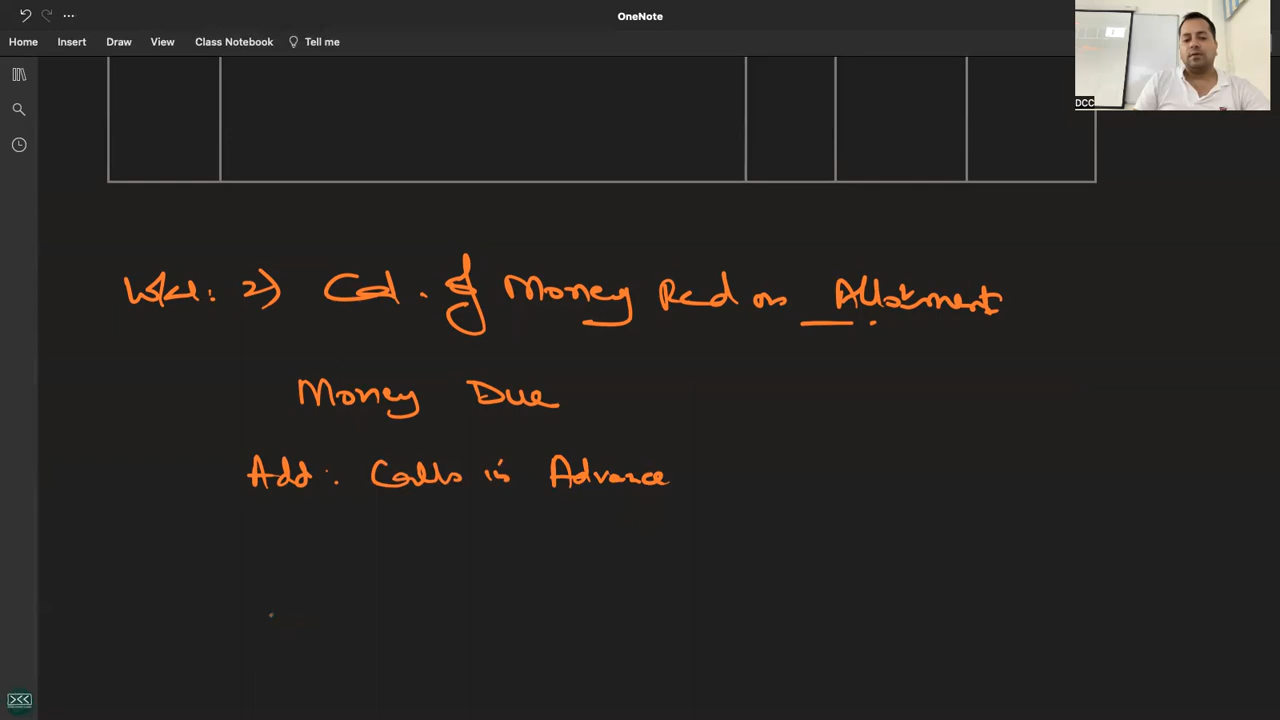 OneNote
Home Insert Draw View Class Notebook Tell me
DCC
2) Cal. of Money Recd on Allotment
Money Due
Add: Calls in Advance